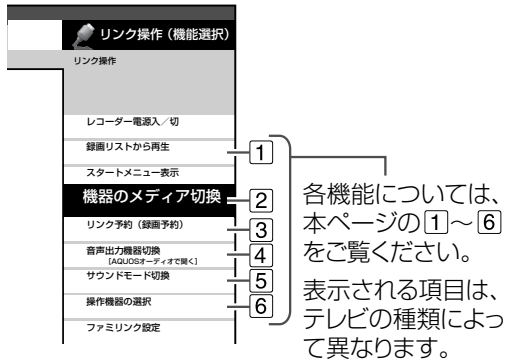 リンク操作(機能選択)
リンク操作
レコーダー電源入/切
録画リストから再生
1
スタートメニュー表示
機器のメディア切換
2
リンク予約(録画予約)
3
音声出力機器切換
[AQUOSオーディオで聞く]
4
サウンドモード切換
5
操作機器の選択
6
ファミリンク設定
各機能については、
本ページの1~6
をご覧ください。
表示される項目は、
テレビの種類によっ
て異なります。